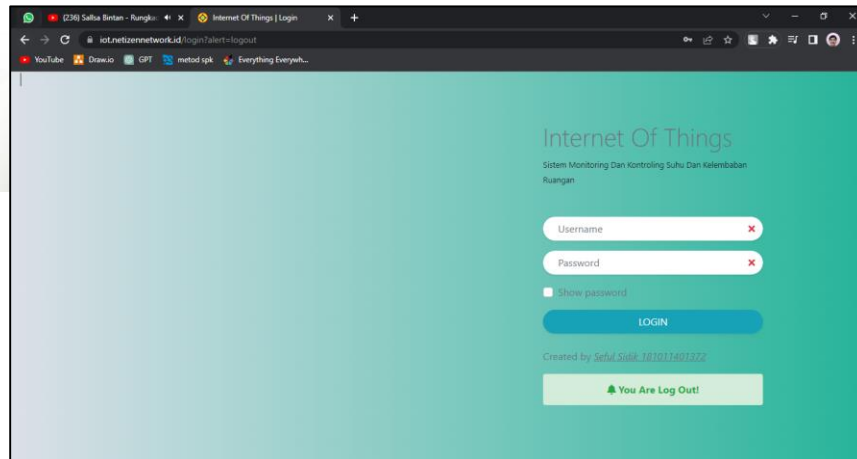 (236) Sallsa Bintan - Rungka
Internet Of Things | Login
iot.netizennetwork.id/login?alert=logout
YouTube
Draw.io
GPT
metod spk
Everything Everywh...
Internet Of Things
Sistem Monitoring Dan Kontroling Suhu Dan Kelembaban
Ruangan
Username
Password
Show password
LOGIN
Created by Seful Sidik 181011401372
You Are Log Out!